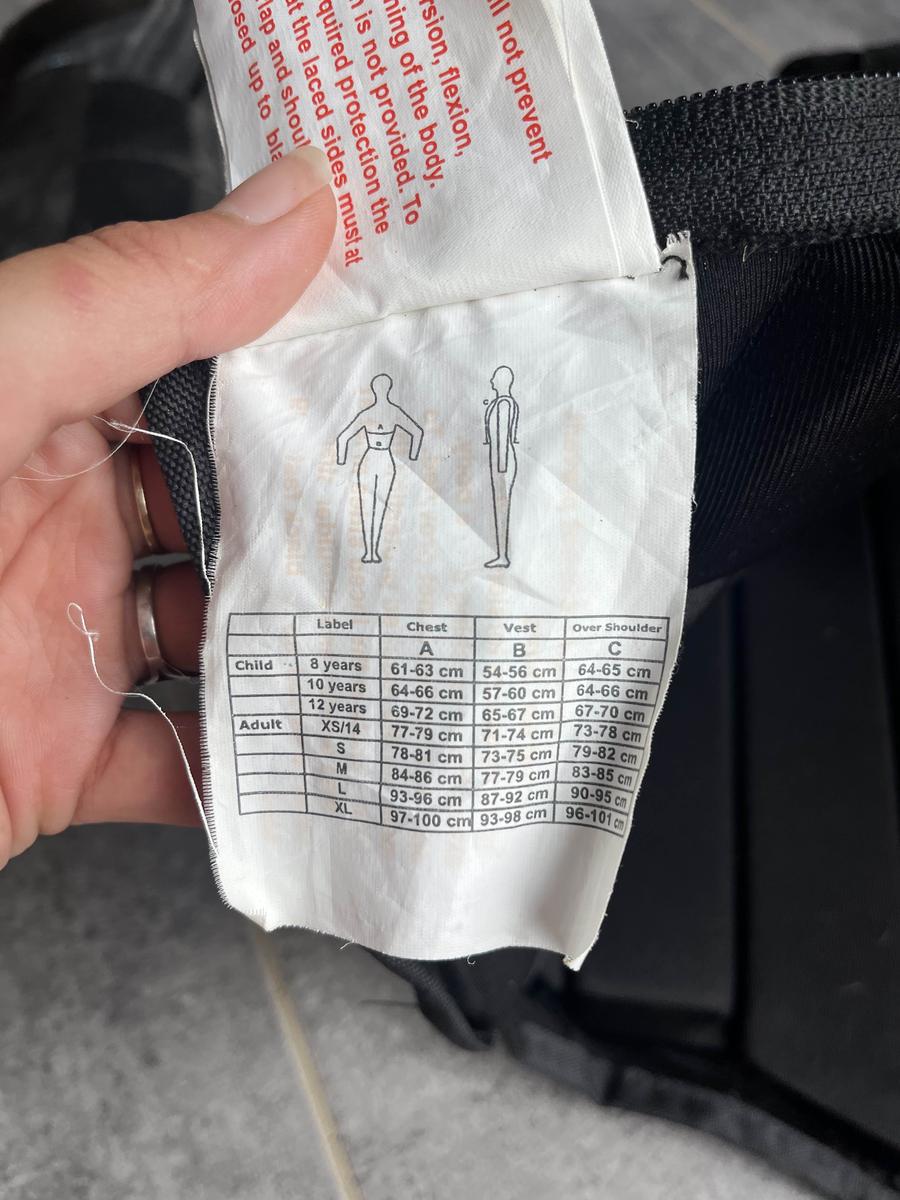 ll not prevent
rsion, flexion,
ning of the body.
n is not provided. To
quired protection the
at the laced sides must at
lap and shou
osed up to bla
A
B
C
Label Chest Vest Over Shoulder
A B C
Child 8 years 61-63 cm 54-56 cm 64-65 cm
10 years 64-66 cm 57-60 cm 64-66 cm
12 years 69-72 cm 65-67 cm 67-70 cm
Adult XS/14 77-79 cm 71-74 cm 73-78 cm
S 78-81 cm 73-75 cm 79-82 cm
M 84-86 cm 77-79 cm 83-85 cm
L 93-96 cm 87-92 cm 90-95 cm
XL 97-100 cm 93-98 cm 96-101 cm